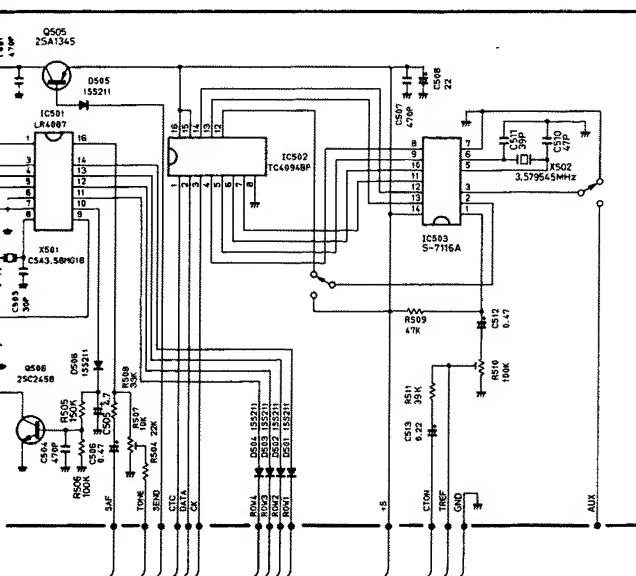 470P
Q505
2SA1345
D505
1SS211
IC501
LR4087
1
16
3
14
4
13
5
12
6
11
7
10
8
9
X501
CSA3.58MG18
C503
30P
16
15
14
13
12
IC502
TC4094BP
1
2
3
4
5
6
7
8
C507
470P
C508
22
8
7
9
6
10
5
11
12
3
13
2
14
1
IC503
S-7116A
C511
39P
C510
47P
X502
3.579545MHz
R509
47K
C512
0.47
R510
100K
R511
39K
C513
0.22
Q506
2SC2458
D506
1SS211
R505
150K
C504
470P
R506
100K
C506
0.47
C505
4.7
R508
33K
R507
10K
R504
22K
D504 1SS211
D503 1SS211
D502 1SS211
D501 1SS211
SAF
TONE
SEND
CTC
DATA
CK
ROW4
ROW3
ROW2
ROW1
+5
CTON
TREF
GND
AUX